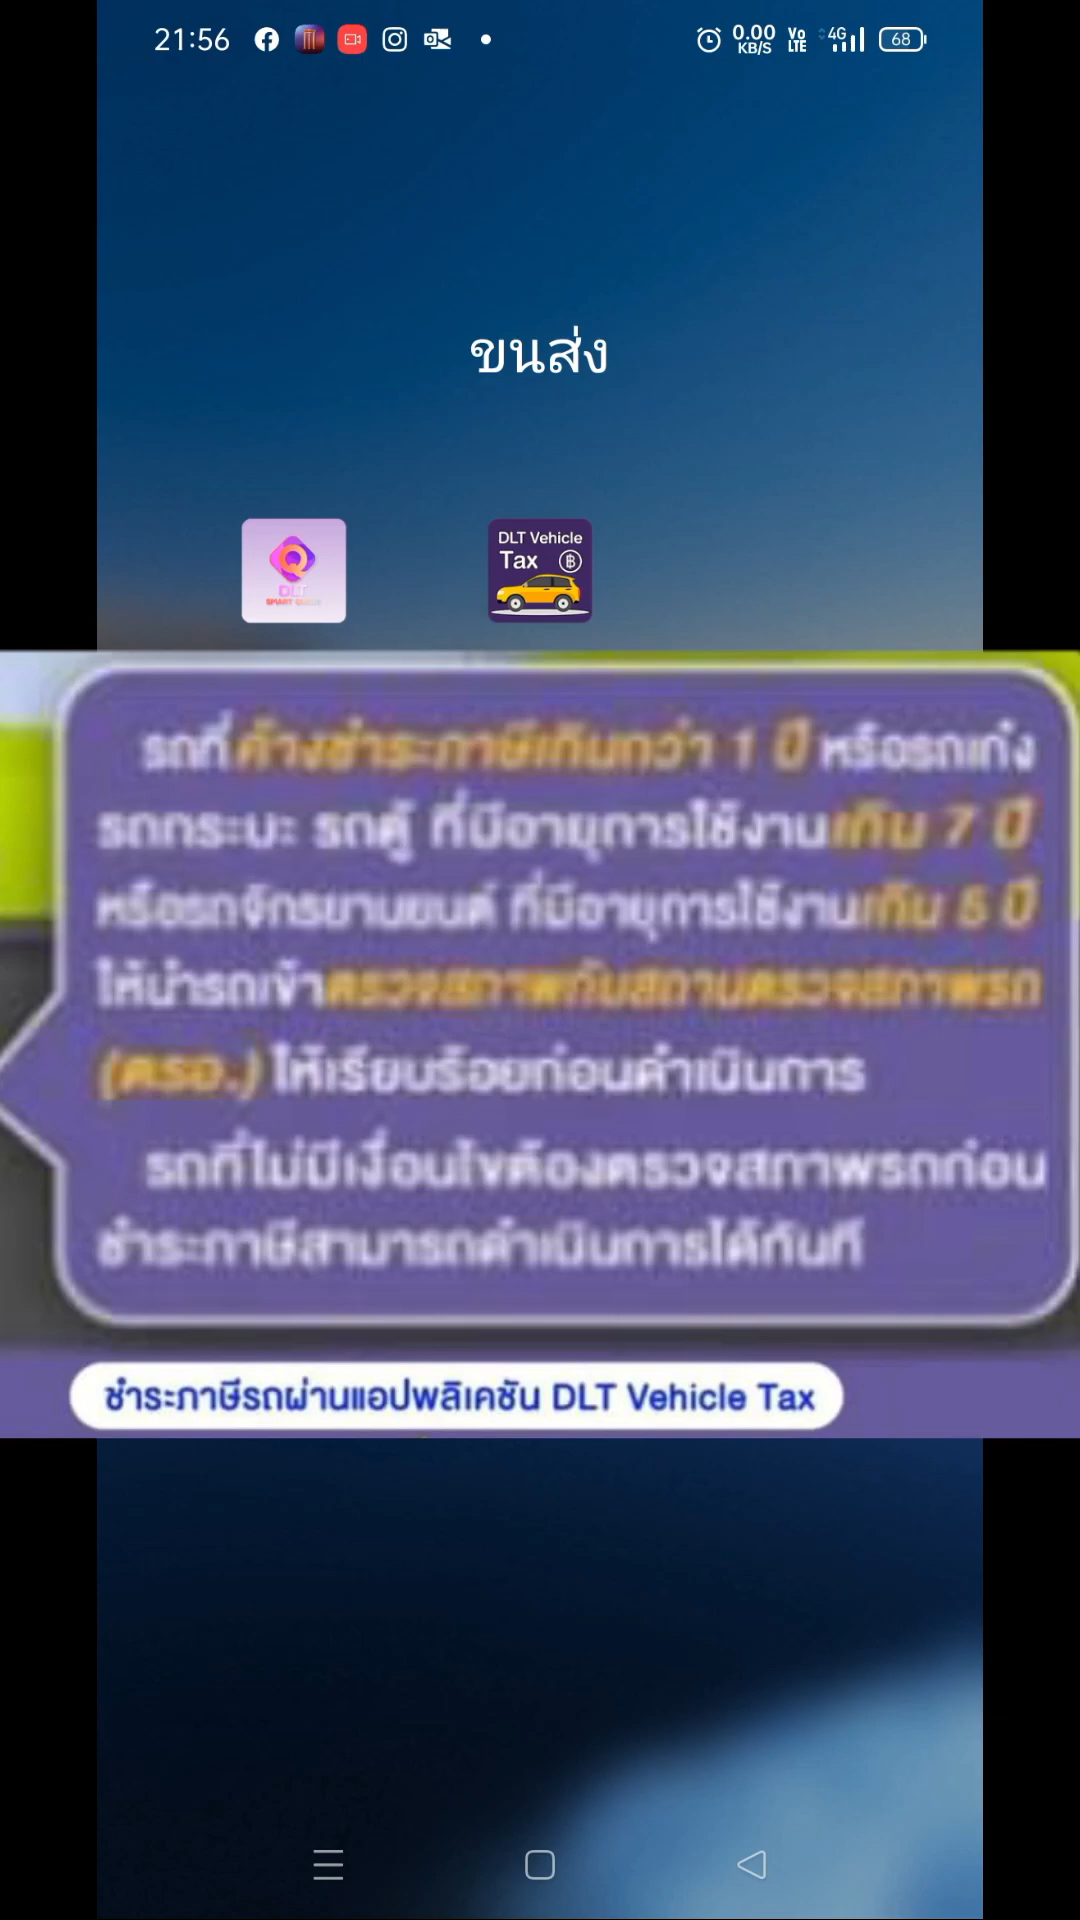 21:56
0.00
KB/S
Vo
LTE
4G
68
ขนส่ง
Q
DLT
SMART
DLT Vehicle
Tax ฿
รถที่ค้างชำระภาษีเกินกว่า 1 ปี หรือรถเก๋ง
รถกระบะ รถตู้ ที่มีอายุการใช้งานเกิน 7 ปี
หรือรถจักรยานยนต์ ที่มีอายุการใช้งานเกิน 5 ปี
ให้นำรถเข้าตรวจสภาพกับสถานตรวจสภาพรถ
(ตรอ.) ให้เรียบร้อยก่อนดำเนินการ
รถที่ไม่มีเงื่อนไขต้องตรวจสภาพรถก่อน
ชำระภาษีสามารถดำเนินการได้ทันที
ชำระภาษีรถผ่านแอปพลิเคชัน DLT Vehicle Tax